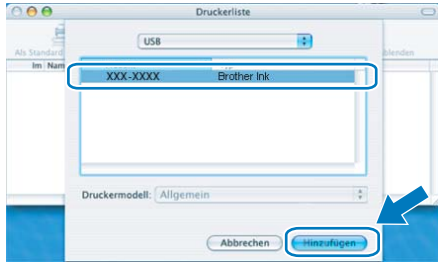 Druckerliste
USB
Als Standard
blenden
Im Nam
XXX-XXXX Brother Ink
Druckermodell: Allgemein
Abbrechen Hinzufügen